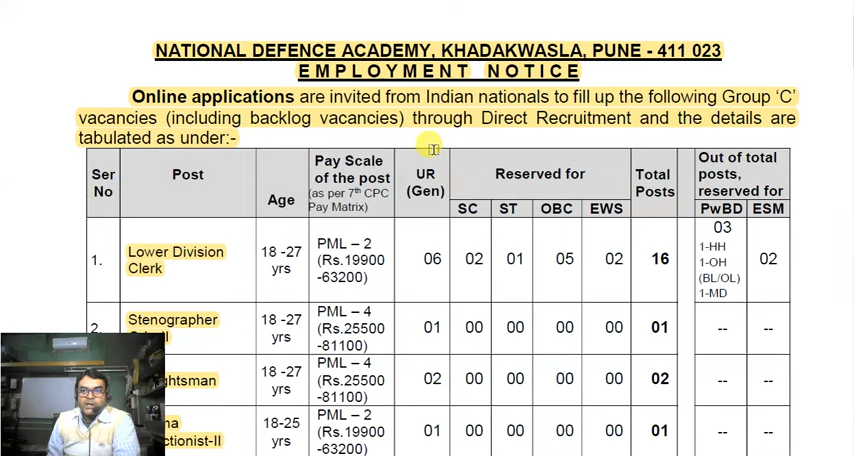 NATIONAL DEFENCE ACADEMY, KHADAKWASLA, PUNE - 411 023
EMPLOYMENT NOTICE
Online applications are invited from Indian nationals to fill up the following Group ‘C’
vacancies (including backlog vacancies) through Direct Recruitment and the details are
tabulated as under:-
Ser No Post Age Pay Scale of the post (as per 7th CPC Pay Matrix) UR (Gen) Reserved for Total Posts Out of total posts, reserved for
SC ST OBC EWS PwBD ESM
1. Lower Division Clerk 18 -27 yrs PML – 2 (Rs.19900 -63200) 06 02 01 05 02 16 03 1-HH 1-OH (BL/OL) 1-MD 02
2. Stenographer 18 -27 yrs PML – 4 (Rs.25500 -81100) 01 00 00 00 00 01 -- --
18 -27 yrs PML – 4 (Rs.25500 -81100) 02 00 00 00 00 02 -- --
18-25 yrs PML – 2 (Rs.19900 -63200) 01 00 00 00 00 01 -- --